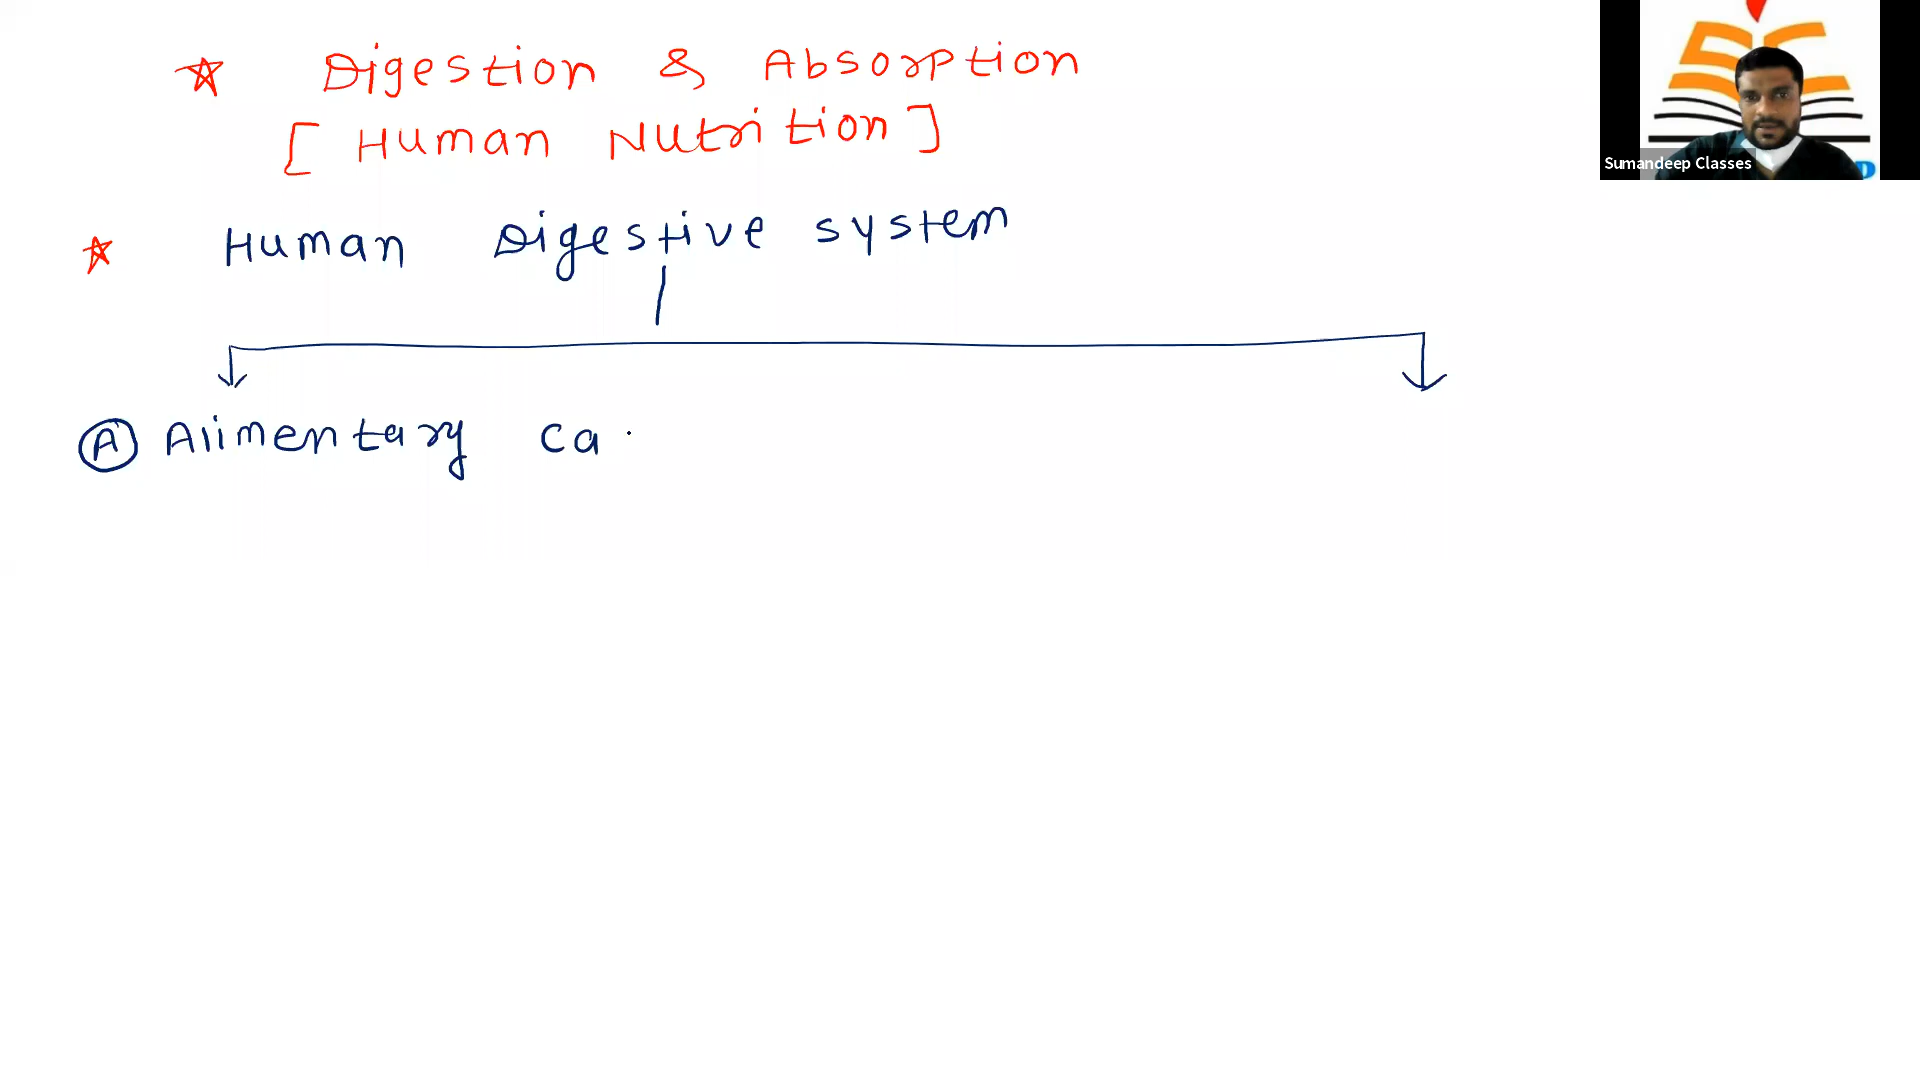 ☆ Digestion & Absorption
[Human Nutrition]
☆ Human Digestive system
Ⓐ Alimentary ca
Sumandeep Classes